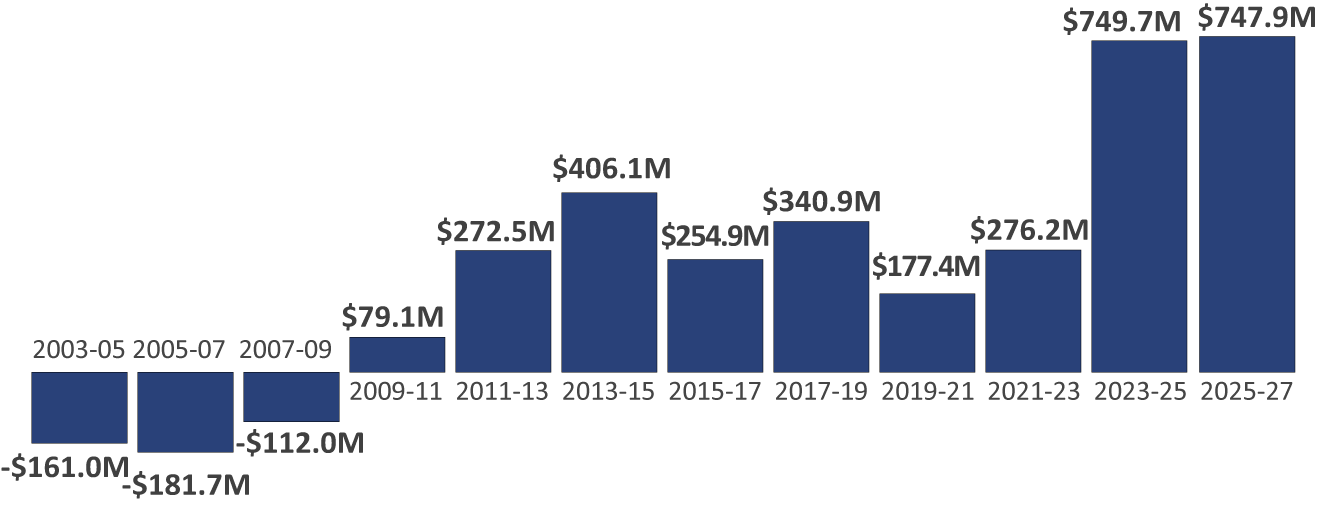 $749.7M
$747.9M
$406.1M
$340.9M
$272.5M
$254.9M
$276.2M
$177.4M
$79.1M
2003-05
2005-07
2007-09
2009-11
2011-13
2013-15
2015-17
2017-19
2019-21
2021-23
2023-25
2025-27
-$161.0M
-$181.7M
-$112.0M